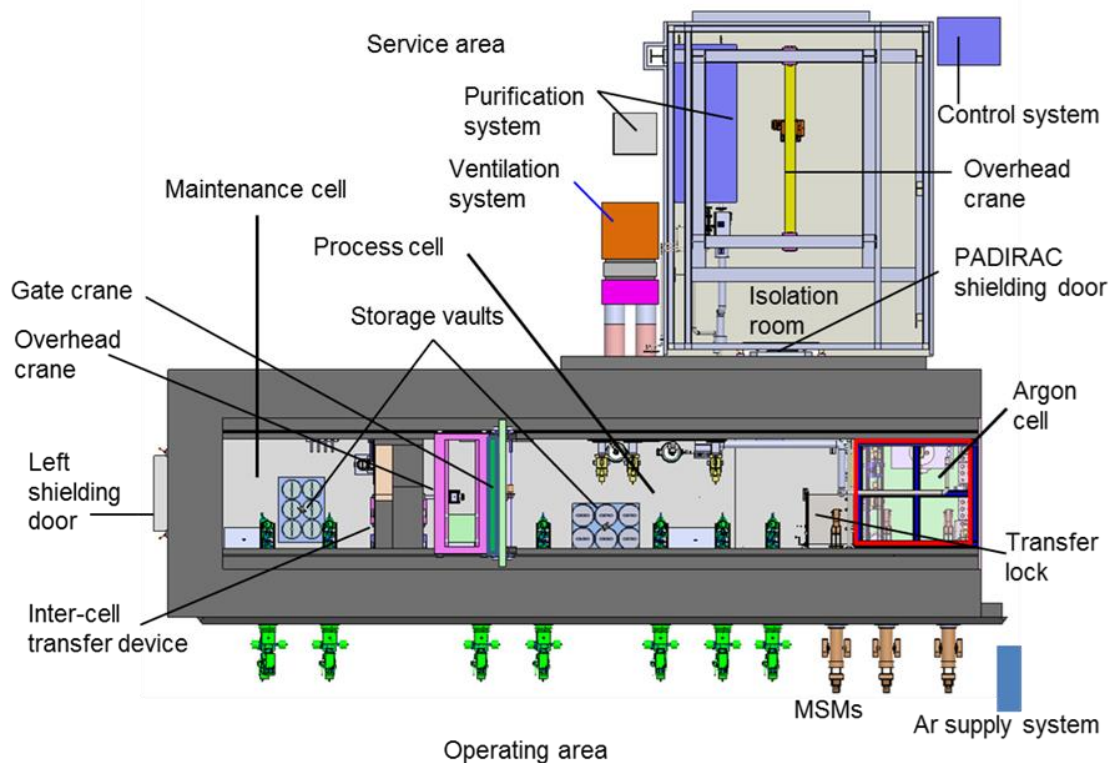 Service area
Purification
system
Control system
Ventilation
system
Overhead
crane
Maintenance cell
Process cell
PADIRAC
shielding door
Gate crane
Isolation
room
Storage vaults
Overhead
crane
Argon
cell
Left
shielding
door
Transfer
lock
Inter-cell
transfer device
MSMs
Ar supply system
Operating area